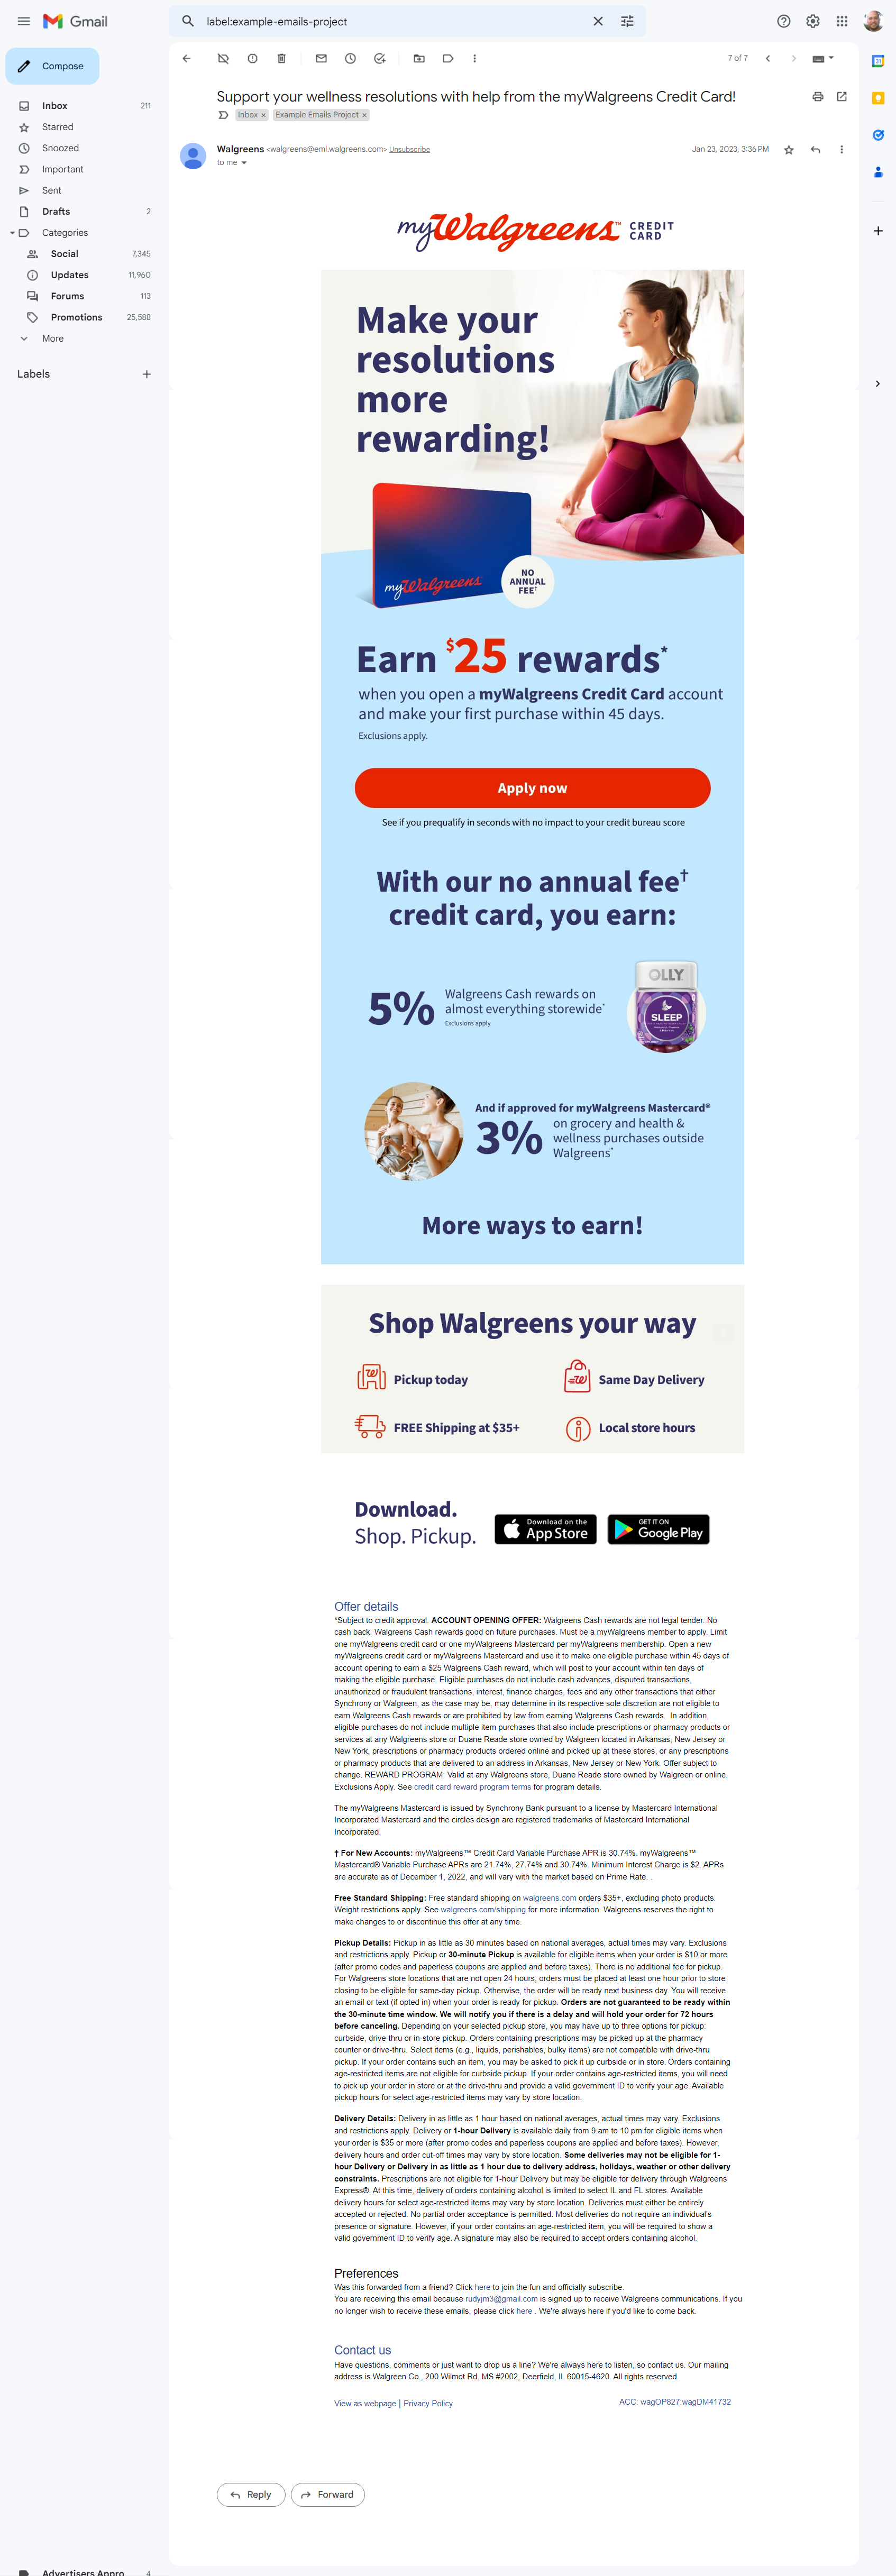 Gmail
label:example-emails-project
Compose
Inbox 211
Starred
Snoozed
Important
Sent
Drafts 2
Categories
Social 7,345
Updates 11,960
Forums 113
Promotions 25,588
More
Labels
7 of 7
Support your wellness resolutions with help from the myWalgreens Credit Card!
Inbox × Example Emails Project ×
Walgreens <walgreens@eml.walgreens.com> Unsubscribe
Jan 23, 2023, 3:36 PM
to me
myWalgreens™ CREDIT CARD
Make your
resolutions
more
rewarding!
myWalgreens
NO
ANNUAL
FEE†
Earn $25 rewards*
when you open a myWalgreens Credit Card account
and make your first purchase within 45 days.
Exclusions apply.
Apply now
See if you prequalify in seconds with no impact to your credit bureau score
With our no annual fee†
credit card, you earn:
5%
Walgreens Cash rewards on
almost everything storewide*
Exclusions apply
OLLY
SLEEP
And if approved for myWalgreens Mastercard®
3%
on grocery and health &
wellness purchases outside
Walgreens*
More ways to earn!
Shop Walgreens your way
Pickup today
Same Day Delivery
FREE Shipping at $35+
Local store hours
Download.
Shop. Pickup.
Download on the
App Store
GET IT ON
Google Play
Offer details
*Subject to credit approval. ACCOUNT OPENING OFFER: Walgreens Cash rewards are not legal tender. No
cash back. Walgreens Cash rewards good on future purchases. Must be a myWalgreens member to apply. Limit
one myWalgreens credit card or one myWalgreens Mastercard per myWalgreens membership. Open a new
myWalgreens credit card or myWalgreens Mastercard and use it to make one eligible purchase within 45 days of
account opening to earn a $25 Walgreens Cash reward, which will post to your account within ten days of
making the eligible purchase. Eligible purchases do not include cash advances, disputed transactions,
unauthorized or fraudulent transactions, interest, finance charges, fees and any other transactions that either
Synchrony or Walgreen, as the case may be, may determine in its respective sole discretion are not eligible to
earn Walgreens Cash rewards or are prohibited by law from earning Walgreens Cash rewards. In addition,
eligible purchases do not include multiple item purchases that also include prescriptions or pharmacy products or
services at any Walgreens store or Duane Reade store owned by Walgreen located in Arkansas, New Jersey or
New York, prescriptions or pharmacy products ordered online and picked up at these stores, or any prescriptions
or pharmacy products that are delivered to an address in Arkansas, New Jersey or New York. Offer subject to
change. REWARD PROGRAM: Valid at any Walgreens store, Duane Reade store owned by Walgreen or online.
Exclusions Apply. See credit card reward program terms for program details.
The myWalgreens Mastercard is issued by Synchrony Bank pursuant to a license by Mastercard International
Incorporated.Mastercard and the circles design are registered trademarks of Mastercard International
Incorporated.
† For New Accounts: myWalgreens™ Credit Card Variable Purchase APR is 30.74%. myWalgreens™
Mastercard® Variable Purchase APRs are 21.74%, 27.74% and 30.74%. Minimum Interest Charge is $2. APRs
are accurate as of December 1, 2022, and will vary with the market based on Prime Rate. .
Free Standard Shipping: Free standard shipping on walgreens.com orders $35+, excluding photo products.
Weight restrictions apply. See walgreens.com/shipping for more information. Walgreens reserves the right to
make changes to or discontinue this offer at any time.
Pickup Details: Pickup in as little as 30 minutes based on national averages, actual times may vary. Exclusions
and restrictions apply. Pickup or 30-minute Pickup is available for eligible items when your order is $10 or more
(after promo codes and paperless coupons are applied and before taxes). There is no additional fee for pickup.
For Walgreens store locations that are not open 24 hours, orders must be placed at least one hour prior to store
closing to be eligible for same-day pickup. Otherwise, the order will be ready next business day. You will receive
an email or text (if opted in) when your order is ready for pickup. Orders are not guaranteed to be ready within
the 30-minute time window. We will notify you if there is a delay and will hold your order for 72 hours
before canceling. Depending on your selected pickup store, you may have up to three options for pickup:
curbside, drive-thru or in-store pickup. Orders containing prescriptions may be picked up at the pharmacy
counter or drive-thru. Select items (e.g., liquids, perishables, bulky items) are not compatible with drive-thru
pickup. If your order contains such an item, you may be asked to pick it up curbside or in store. Orders containing
age-restricted items are not eligible for curbside pickup. If your order contains age-restricted items, you will need
to pick up your order in store or at the drive-thru and provide a valid government ID to verify your age. Available
pickup hours for select age-restricted items may vary by store location.
Delivery Details: Delivery in as little as 1 hour based on national averages, actual times may vary. Exclusions
and restrictions apply. Delivery or 1-hour Delivery is available daily from 9 am to 10 pm for eligible items when
your order is $35 or more (after promo codes and paperless coupons are applied and before taxes). However,
delivery hours and order cut-off times may vary by store location. Some deliveries may not be eligible for 1-
hour Delivery or Delivery in as little as 1 hour due to delivery address, holidays, weather or other delivery
constraints. Prescriptions are not eligible for 1-hour Delivery but may be eligible for delivery through Walgreens
Express®. At this time, delivery of orders containing alcohol is limited to select IL and FL stores. Available
delivery hours for select age-restricted items may vary by store location. Deliveries must either be entirely
accepted or rejected. No partial order acceptance is permitted. Most deliveries do not require an individual's
presence or signature. However, if your order contains an age-restricted item, you will be required to show a
valid government ID to verify age. A signature may also be required to accept orders containing alcohol.
Preferences
Was this forwarded from a friend? Click here to join the fun and officially subscribe.
You are receiving this email because rudyjm3@gmail.com is signed up to receive Walgreens communications. If you
no longer wish to receive these emails, please click here . We're always here if you'd like to come back.
Contact us
Have questions, comments or just want to drop us a line? We're always here to listen, so contact us. Our mailing
address is Walgreen Co., 200 Wilmot Rd. MS #2002, Deerfield, IL 60015-4620. All rights reserved.
View as webpage | Privacy Policy
ACC: wagOP827:wagDM41732
Reply
Forward
Advertisers Appro 4